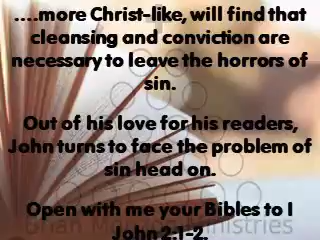 ....more Christ-like, will find that
cleansing and conviction are
necessary to leave the horrors of
sin.
Out of his love for his readers,
John turns to face the problem of
sin head on.
Open with me your Bibles to I
John 2:1-2.